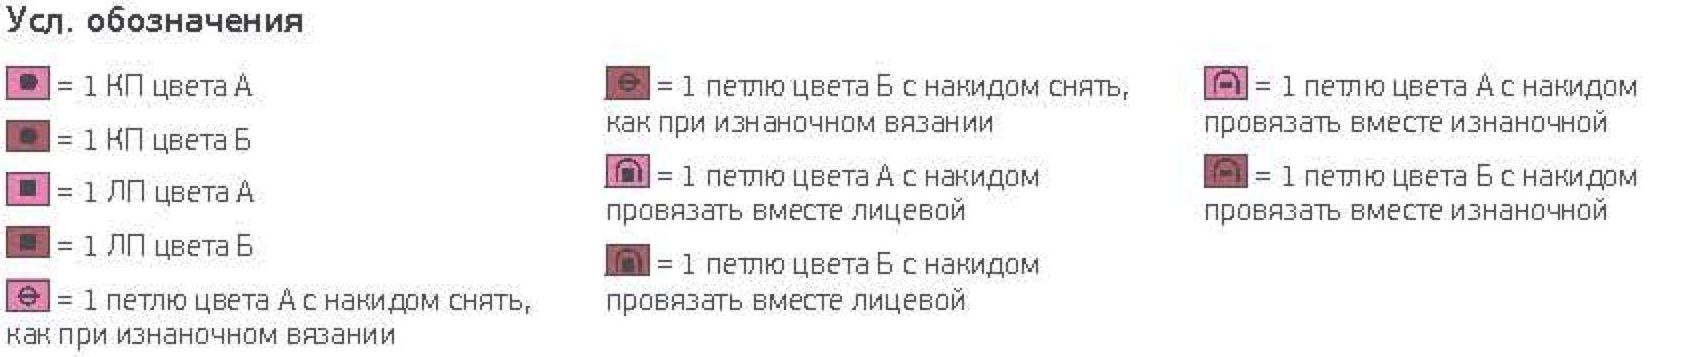 Усл. обозначения
= 1 КП цвета А
= 1 КП цвета Б
= 1 ЛП цвета А
= 1 ЛП цвета Б
= 1 петлю цвета А с накидом снять,
как при изнаночном вязании
= 1 петлю цвета Б с накидом снять,
как при изнаночном вязании
= 1 петлю цвета А с накидом
провязать вместе лицевой
= 1 петлю цвета Б с накидом
провязать вместе лицевой
= 1 петлю цвета А с накидом
провязать вместе изнаночной
= 1 петлю цвета Б с накидом
провязать вместе изнаночной